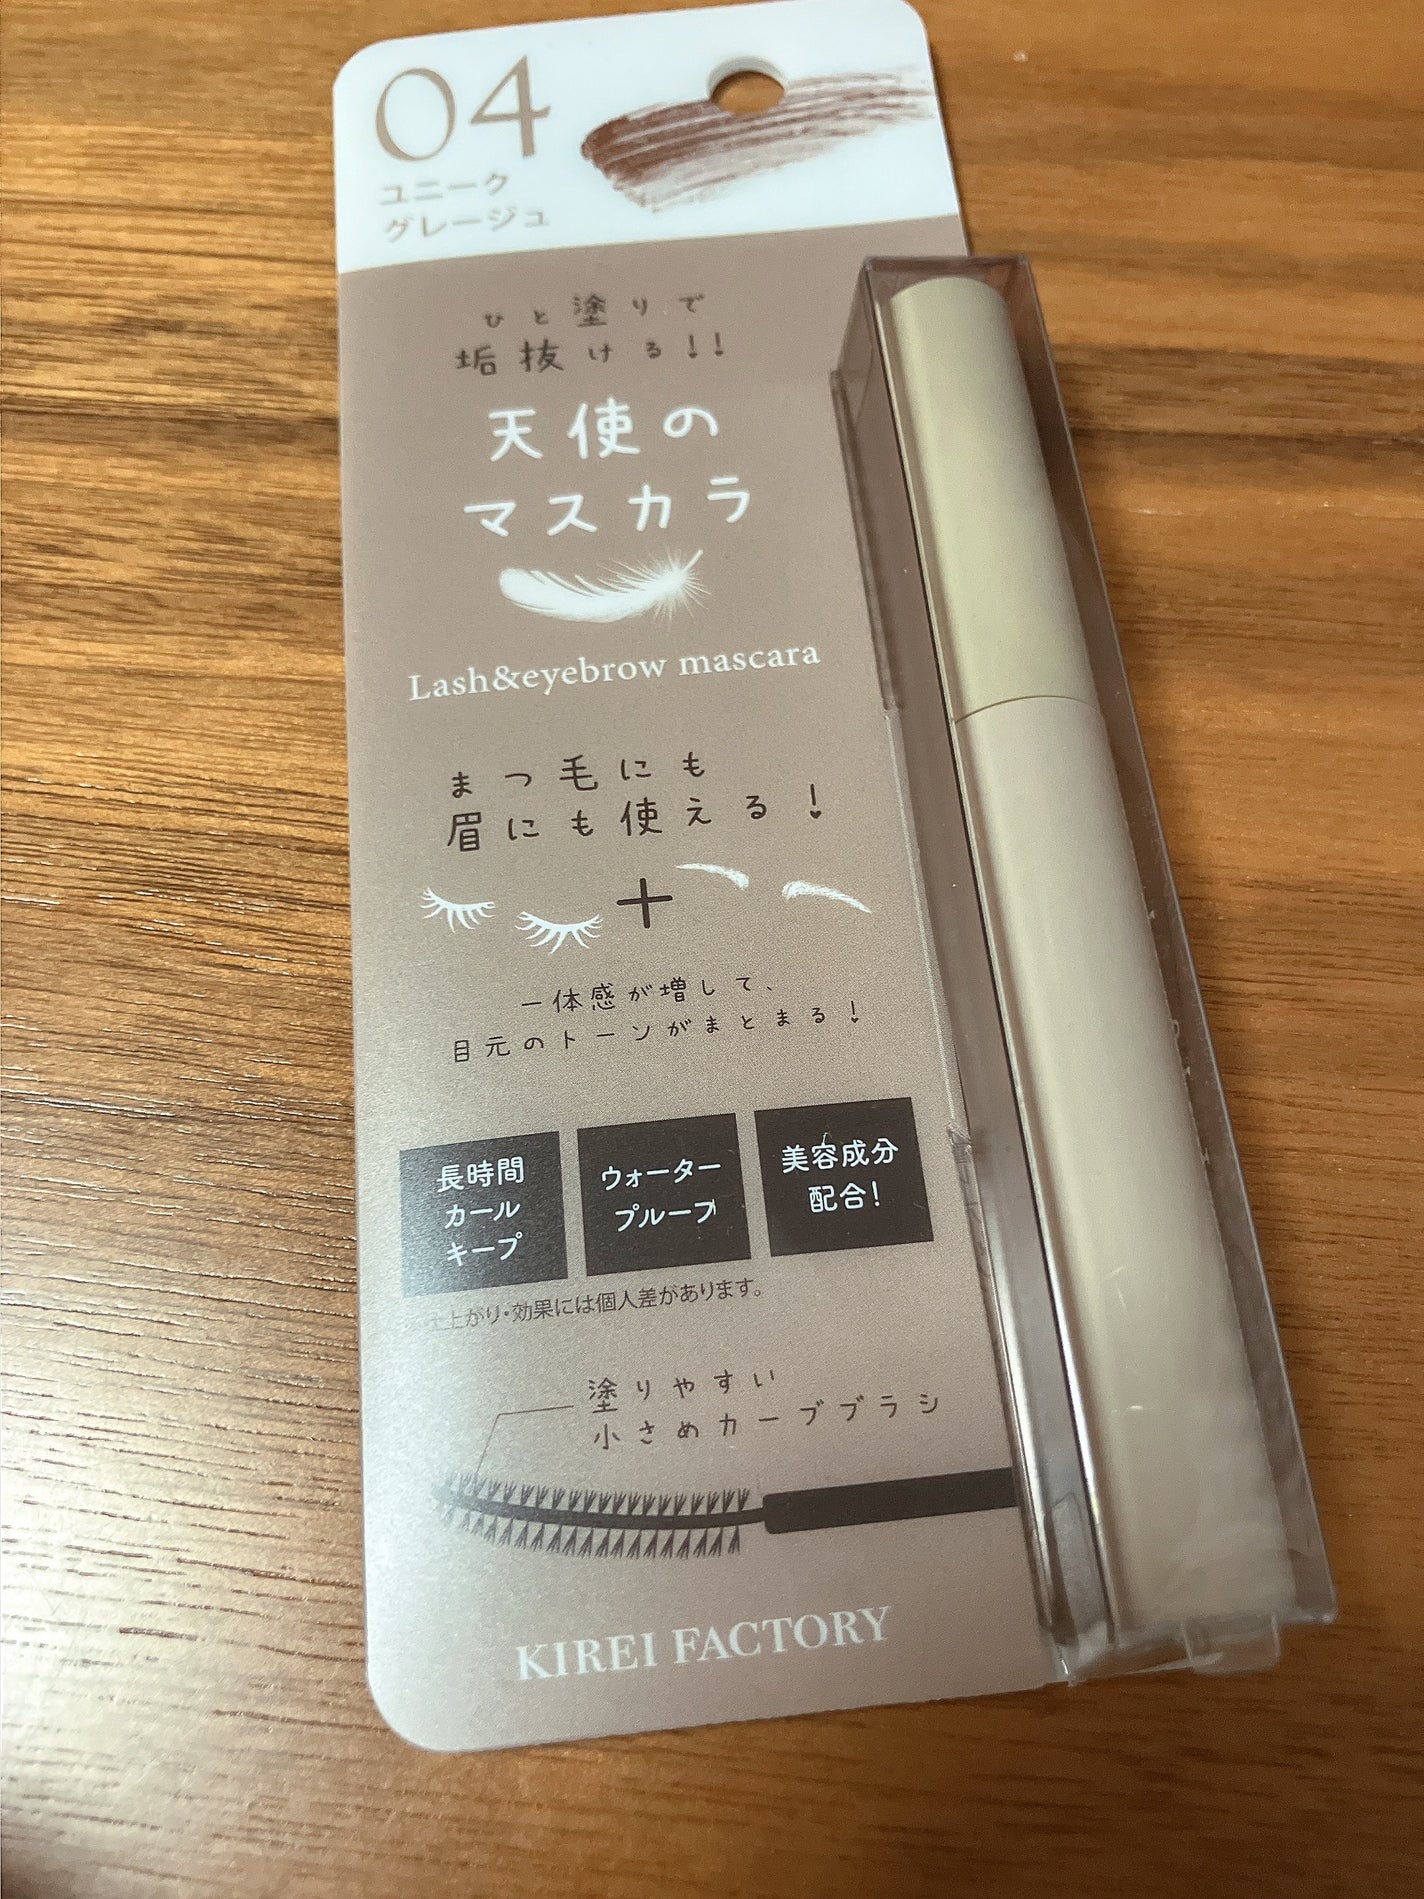 04
ユニーク
グレージュ
ひと塗りで
垢抜ける!!
天使の
マスカラ
Lash&eyebrow mascara
まつ毛にも
眉にも使える!
+
一体感が増して、
目元のトーンがまとまる!
長時間
カール
キープ
ウォーター
プルーフ
美容成分
配合!
上がり・効果には個人差があります。
塗りやすい
小さめカーブブラシ
KIREI FACTORY